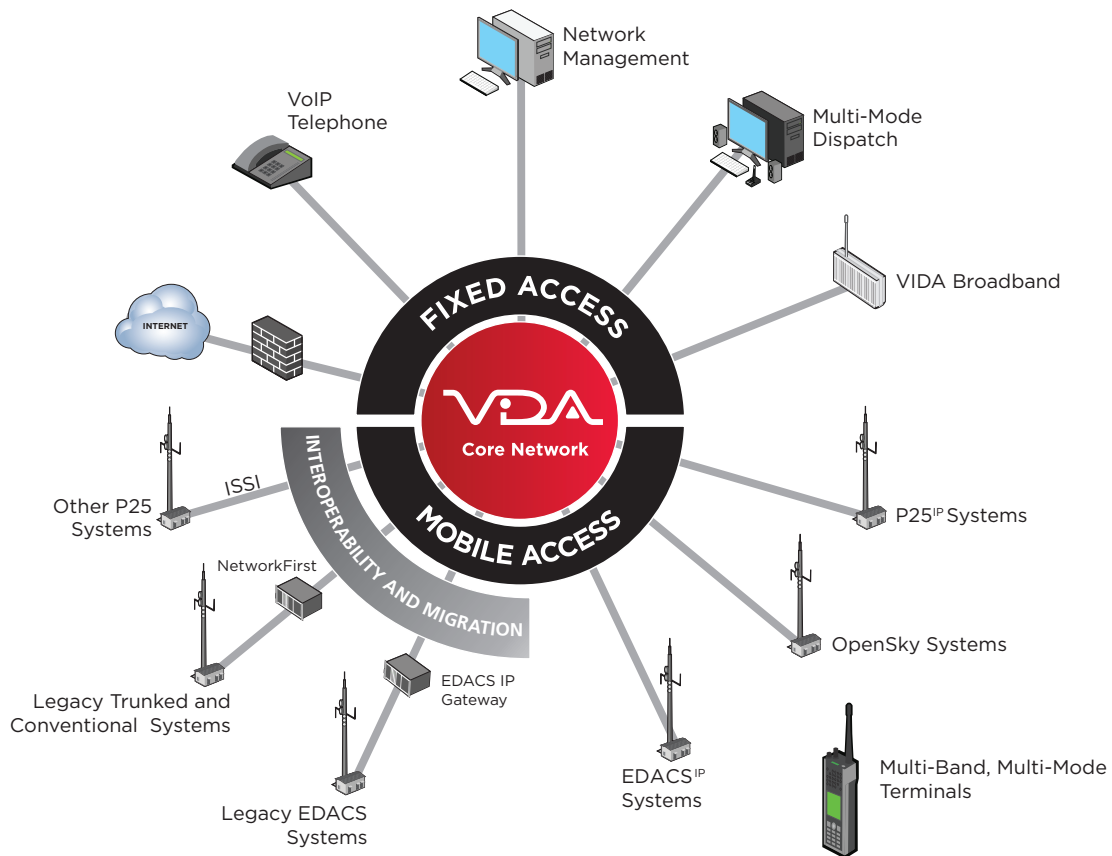 Network
Management
VoIP
Telephone
Multi-Mode
Dispatch
VIDA Broadband
INTERNET
FIXED ACCESS
VIDA
Core Network
MOBILE ACCESS
INTEROPERABILITY AND MIGRATION
ISSI
Other P25
Systems
P25ᴵᴾ Systems
NetworkFirst
OpenSky Systems
EDACS IP
Gateway
Legacy Trunked and
Conventional Systems
EDACSᴵᴾ
Systems
Multi-Band, Multi-Mode
Terminals
Legacy EDACS
Systems